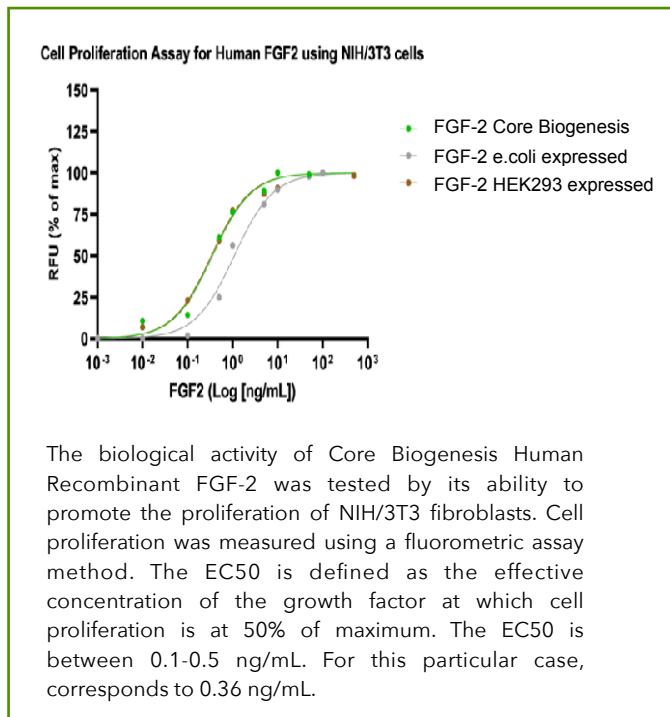 Cell Proliferation Assay for Human FGF2 using NIH/3T3 cells
150
125
100
75
50
25
0
RFU (% of max)
10-3 10-2 10-1 100 101 102 103
FGF2 (Log [ng/mL])
FGF-2 Core Biogenesis
FGF-2 e.coli expressed
FGF-2 HEK293 expressed
The biological activity of Core Biogenesis Human
Recombinant FGF-2 was tested by its ability to
promote the proliferation of NIH/3T3 fibroblasts. Cell
proliferation was measured using a fluorometric assay
method. The EC50 is defined as the effective
concentration of the growth factor at which cell
proliferation is at 50% of maximum. The EC50 is
between 0.1-0.5 ng/mL. For this particular case,
corresponds to 0.36 ng/mL.